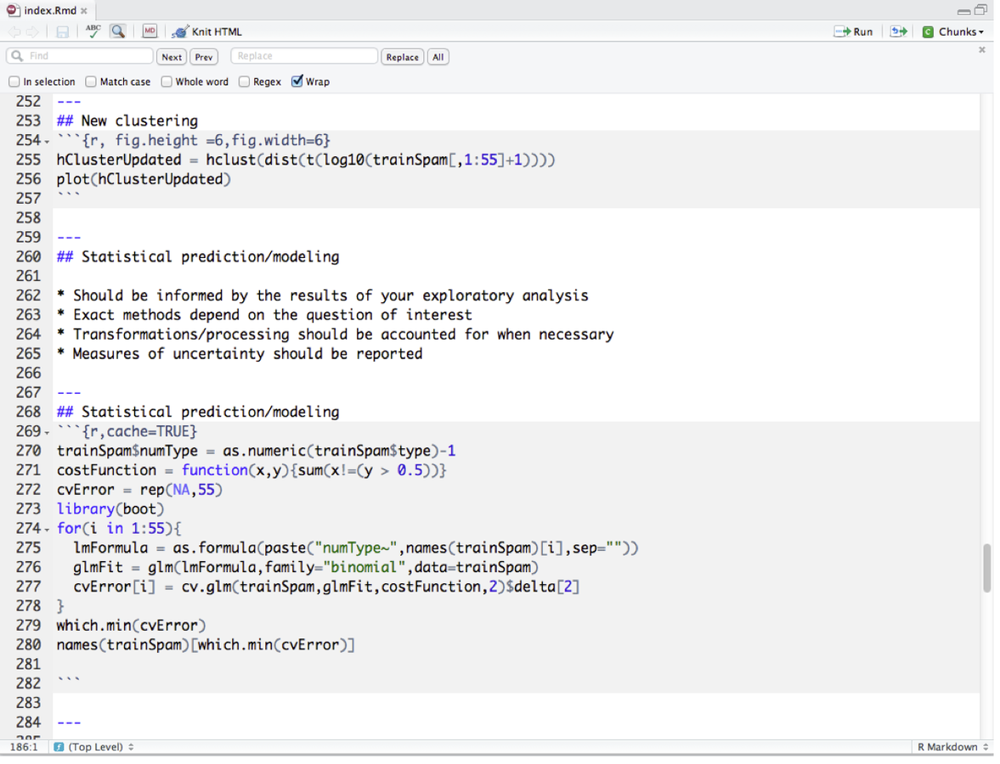 index.Rmd
ABC MD Knit HTML Run C Chunks
Find Next Prev Replace Replace All
In selection Match case Whole word Regex Wrap
252 ---
253 ## New clustering
254 ```{r, fig.height =6,fig.width=6}
255 hClusterUpdated = hclust(dist(t(log10(trainSpam[,1:55]+1))))
256 plot(hClusterUpdated)
257 ```
258
259 ---
260 ## Statistical prediction/modeling
261
262 * Should be informed by the results of your exploratory analysis
263 * Exact methods depend on the question of interest
264 * Transformations/processing should be accounted for when necessary
265 * Measures of uncertainty should be reported
266
267 ---
268 ## Statistical prediction/modeling
269 ```{r,cache=TRUE}
270 trainSpam$numType = as.numeric(trainSpam$type)-1
271 costFunction = function(x,y){sum(x!=(y > 0.5))}
272 cvError = rep(NA,55)
273 library(boot)
274 for(i in 1:55){
275   lmFormula = as.formula(paste("numType~",names(trainSpam)[i],sep=""))
276   glmFit = glm(lmFormula,family="binomial",data=trainSpam)
277   cvError[i] = cv.glm(trainSpam,glmFit,costFunction,2)$delta[2]
278 }
279 which.min(cvError)
280 names(trainSpam)[which.min(cvError)]
281
282 ```
283
284 ---
186:1 (Top Level) R Markdown